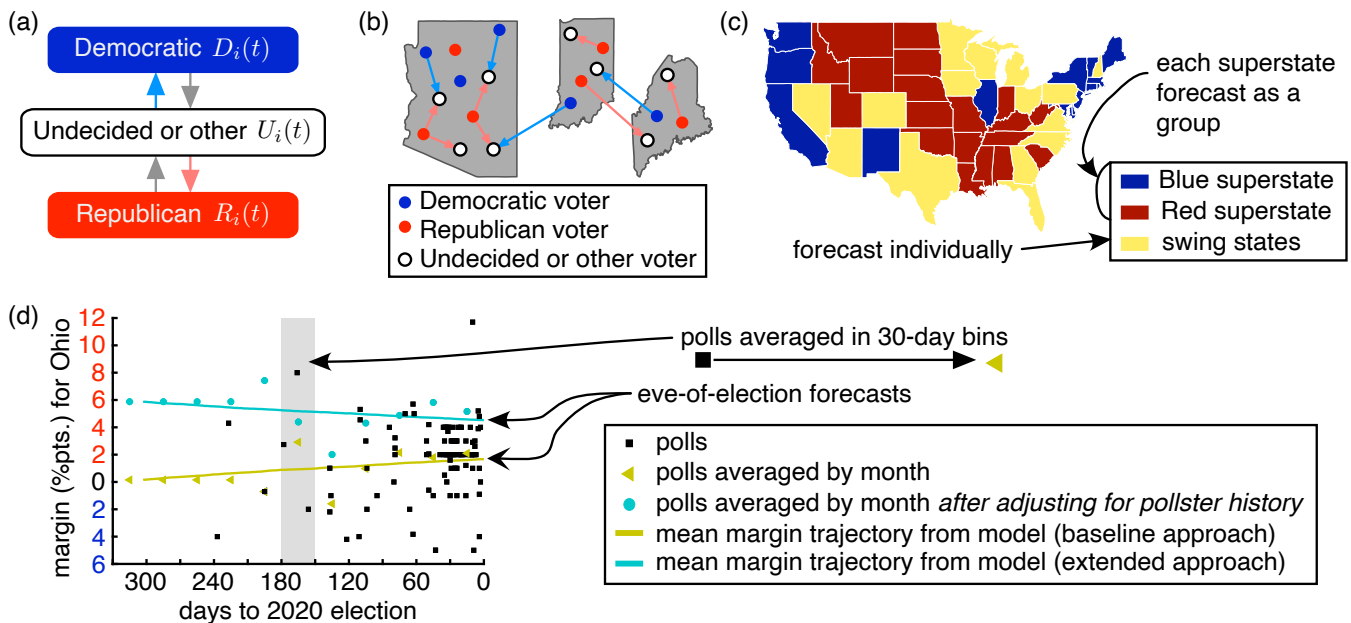 (a)
Democratic D_i(t)
Undecided or other U_i(t)
Republican R_i(t)
(b)
Democratic voter
Republican voter
Undecided or other voter
(c)
each superstate
forecast as a
group
Blue superstate
Red superstate
swing states
forecast individually
(d)
margin (%pts.) for Ohio
12
10
8
6
4
2
0
2
4
6
300
240
180
120
60
0
days to 2020 election
polls averaged in 30-day bins
eve-of-election forecasts
polls
polls averaged by month
polls averaged by month after adjusting for pollster history
mean margin trajectory from model (baseline approach)
mean margin trajectory from model (extended approach)